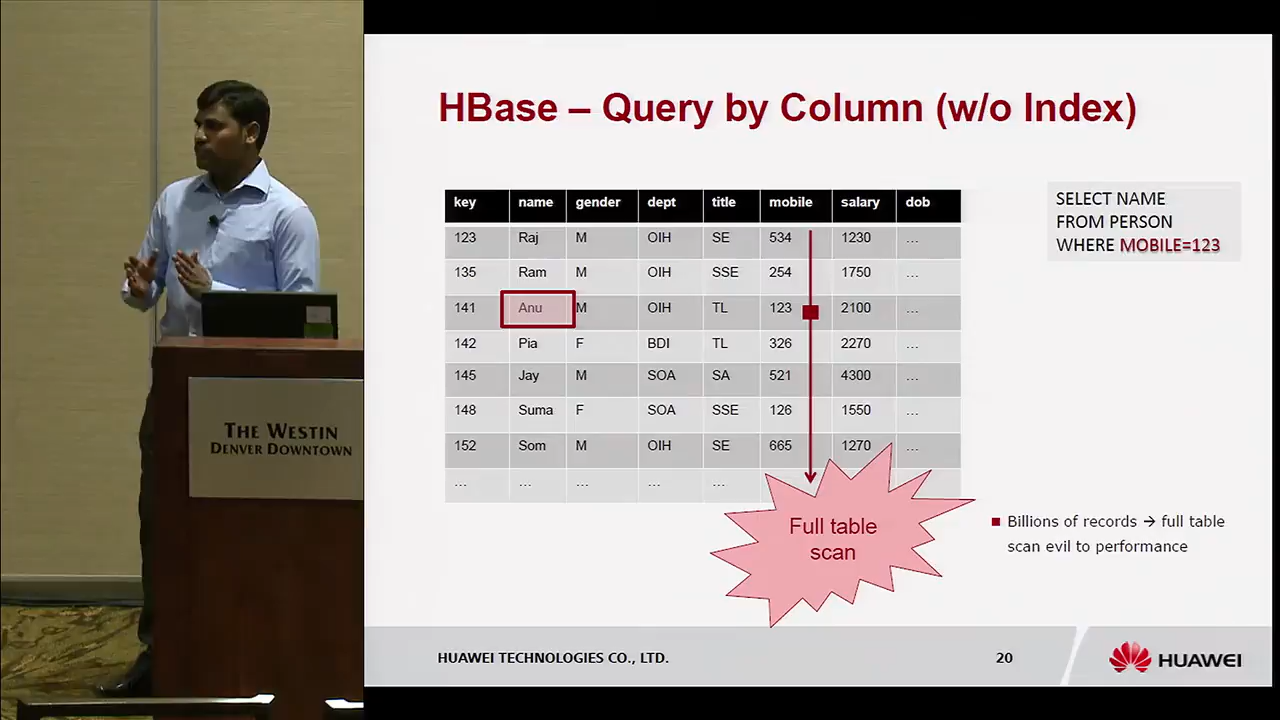 HBase – Query by Column (w/o Index)
key name gender dept title mobile salary dob
123 Raj M OIH SE 534 1230 ...
135 Ram M OIH SSE 254 1750 ...
141 Anu M OIH TL 123 2100 ...
142 Pia F BDI TL 326 2270 ...
145 Jay M SOA SA 521 4300 ...
148 Suma F SOA SSE 126 1550 ...
152 Som M OIH SE 665 1270 ...
... ... ... ... ... ...
SELECT NAME
FROM PERSON
WHERE MOBILE=123
Full table
scan
■ Billions of records → full table
scan evil to performance
HUAWEI TECHNOLOGIES CO., LTD.
20
HUAWEI
THE WESTIN
DENVER DOWNTOWN